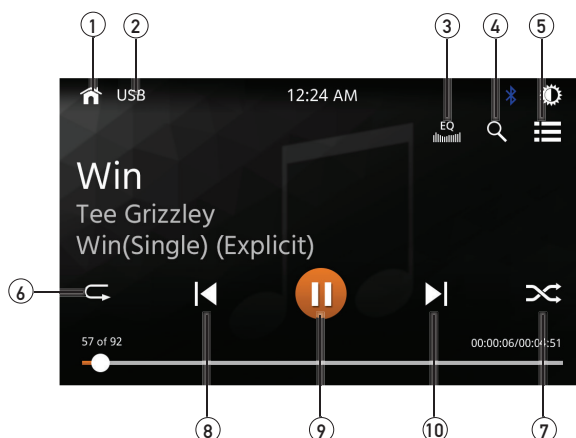 1 2 3 4 5
USB 12:24 AM
EQ
Win
Tee Grizzley
Win(Single) (Explicit)
6
57 of 92 00:00:06/00:04:51
8 9 10 7